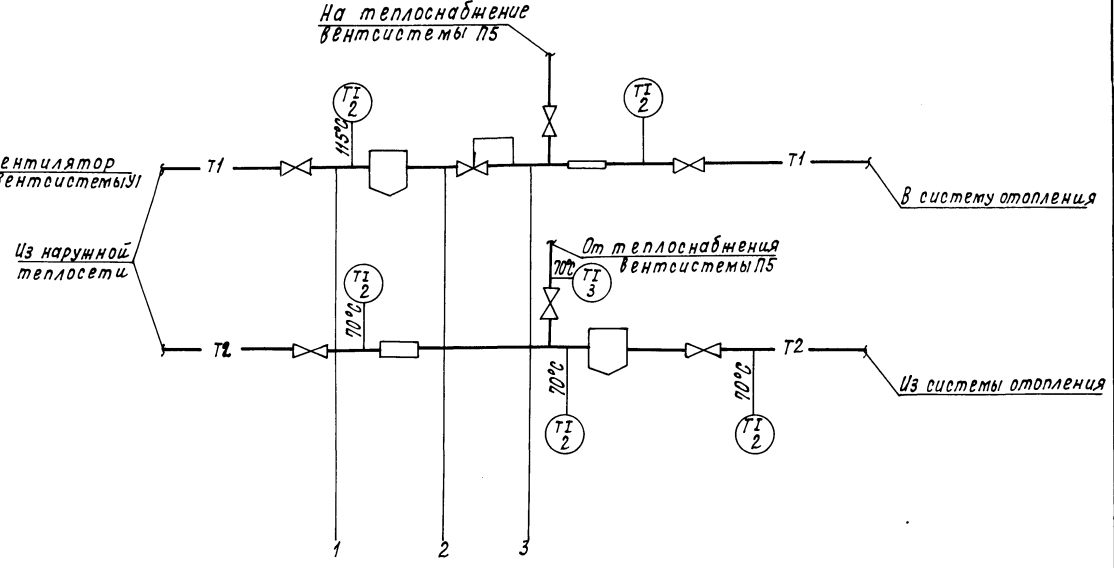 На теплоснабжение
вентсистемы П5
TI
2
115°С
TI
2
ентилятор
вентсистемы У1
Т1
Т1
В систему отопления
Из наружной
теплосети
От теплоснабжения
вентсистемы П5
70°С
TI
3
TI
2
70°С
Т2
Т2
70°С
70°С
Из системы отопления
TI
2
TI
2
1
2
3